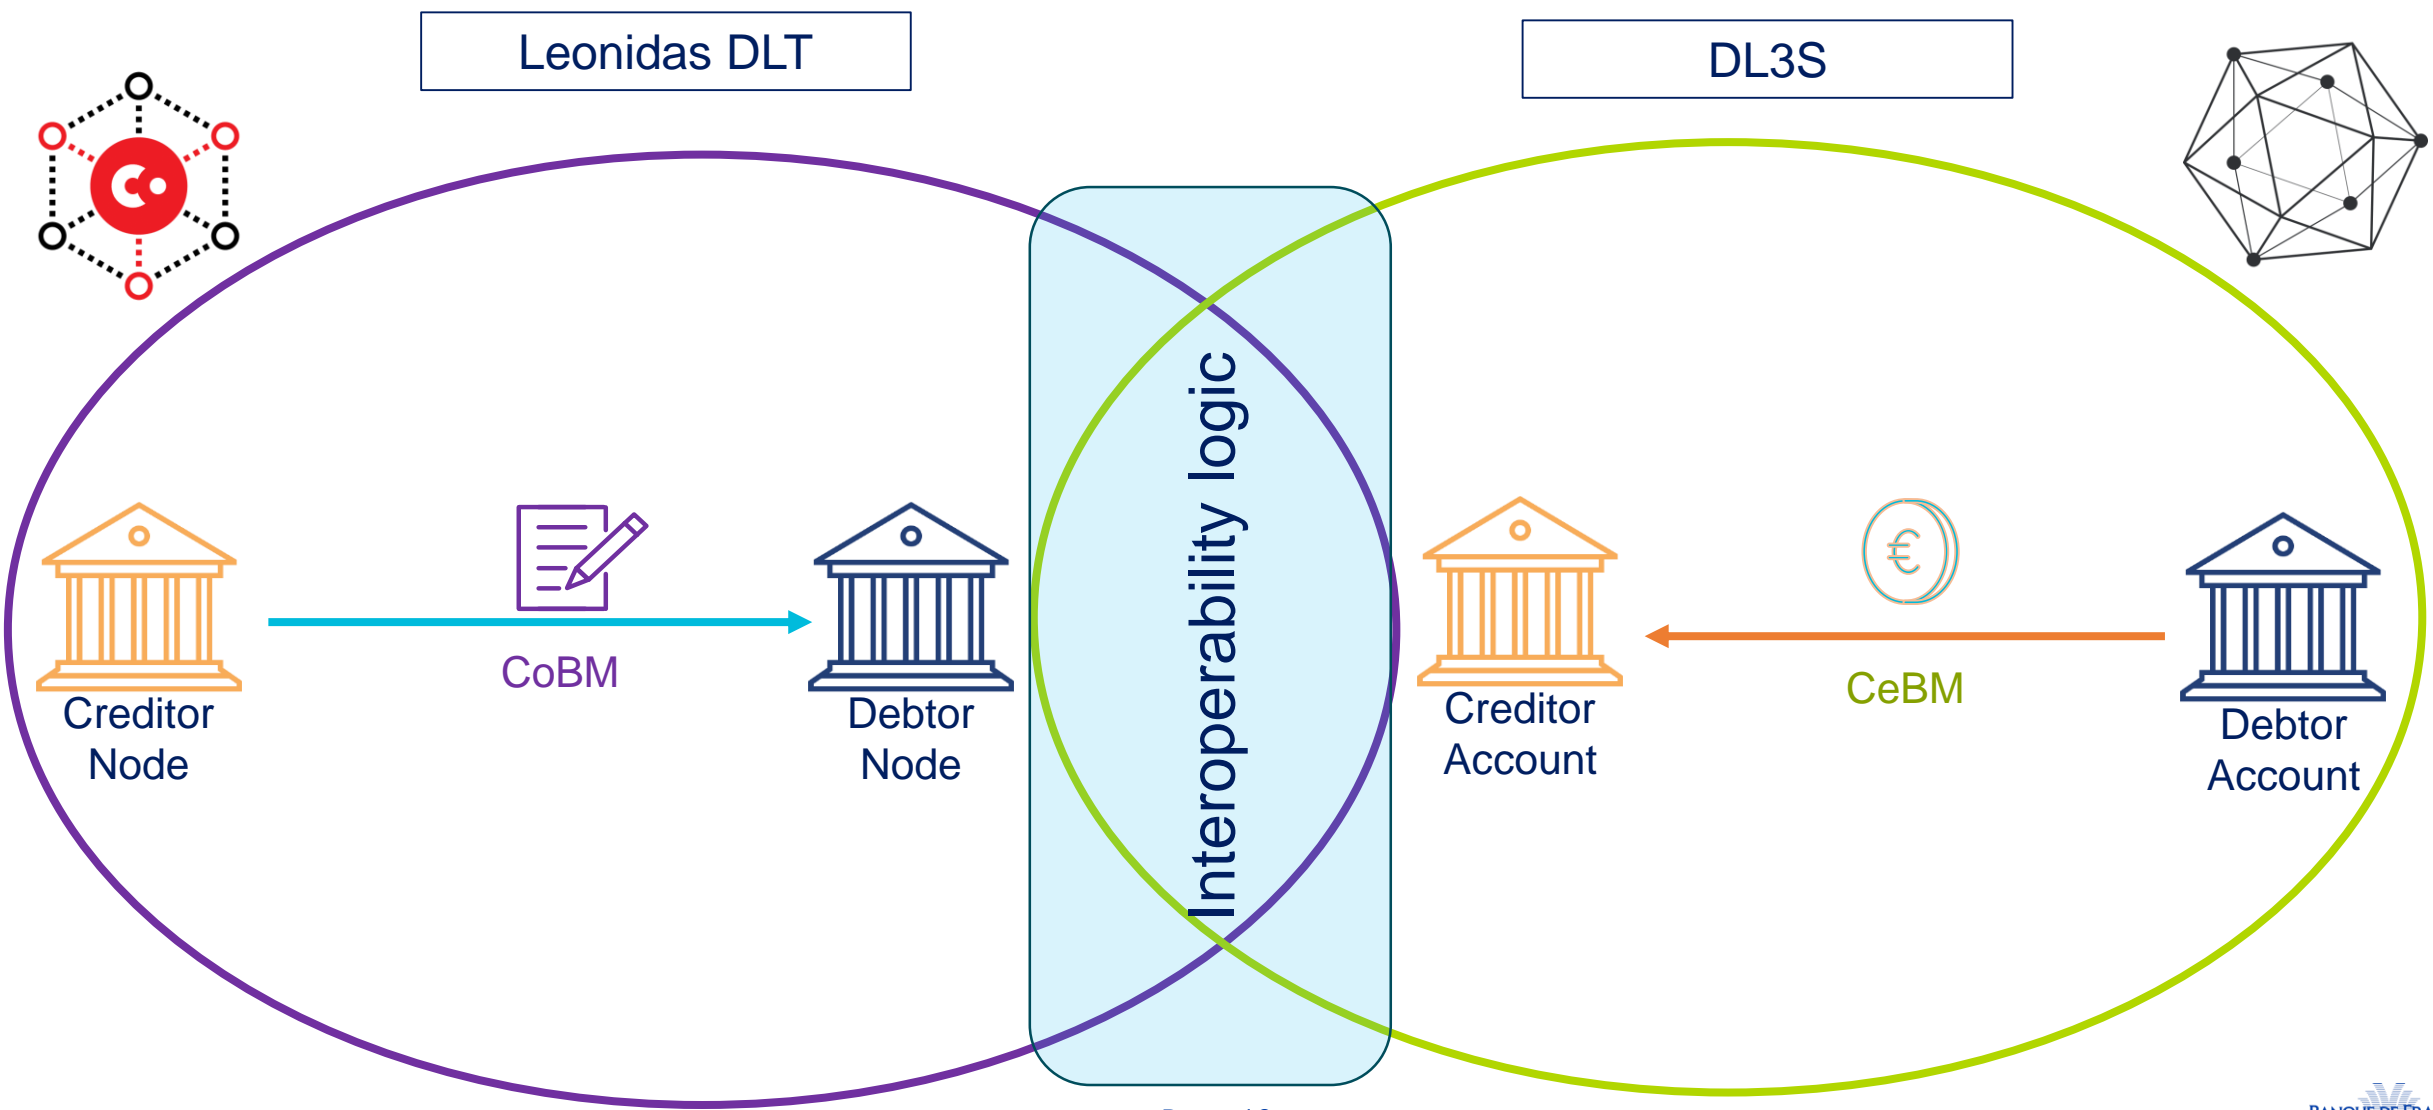 Leonidas DLT
DL3S
Interoperability logic
CoBM
CeBM
Creditor
Node
Debtor
Node
Creditor
Account
Debtor
Account